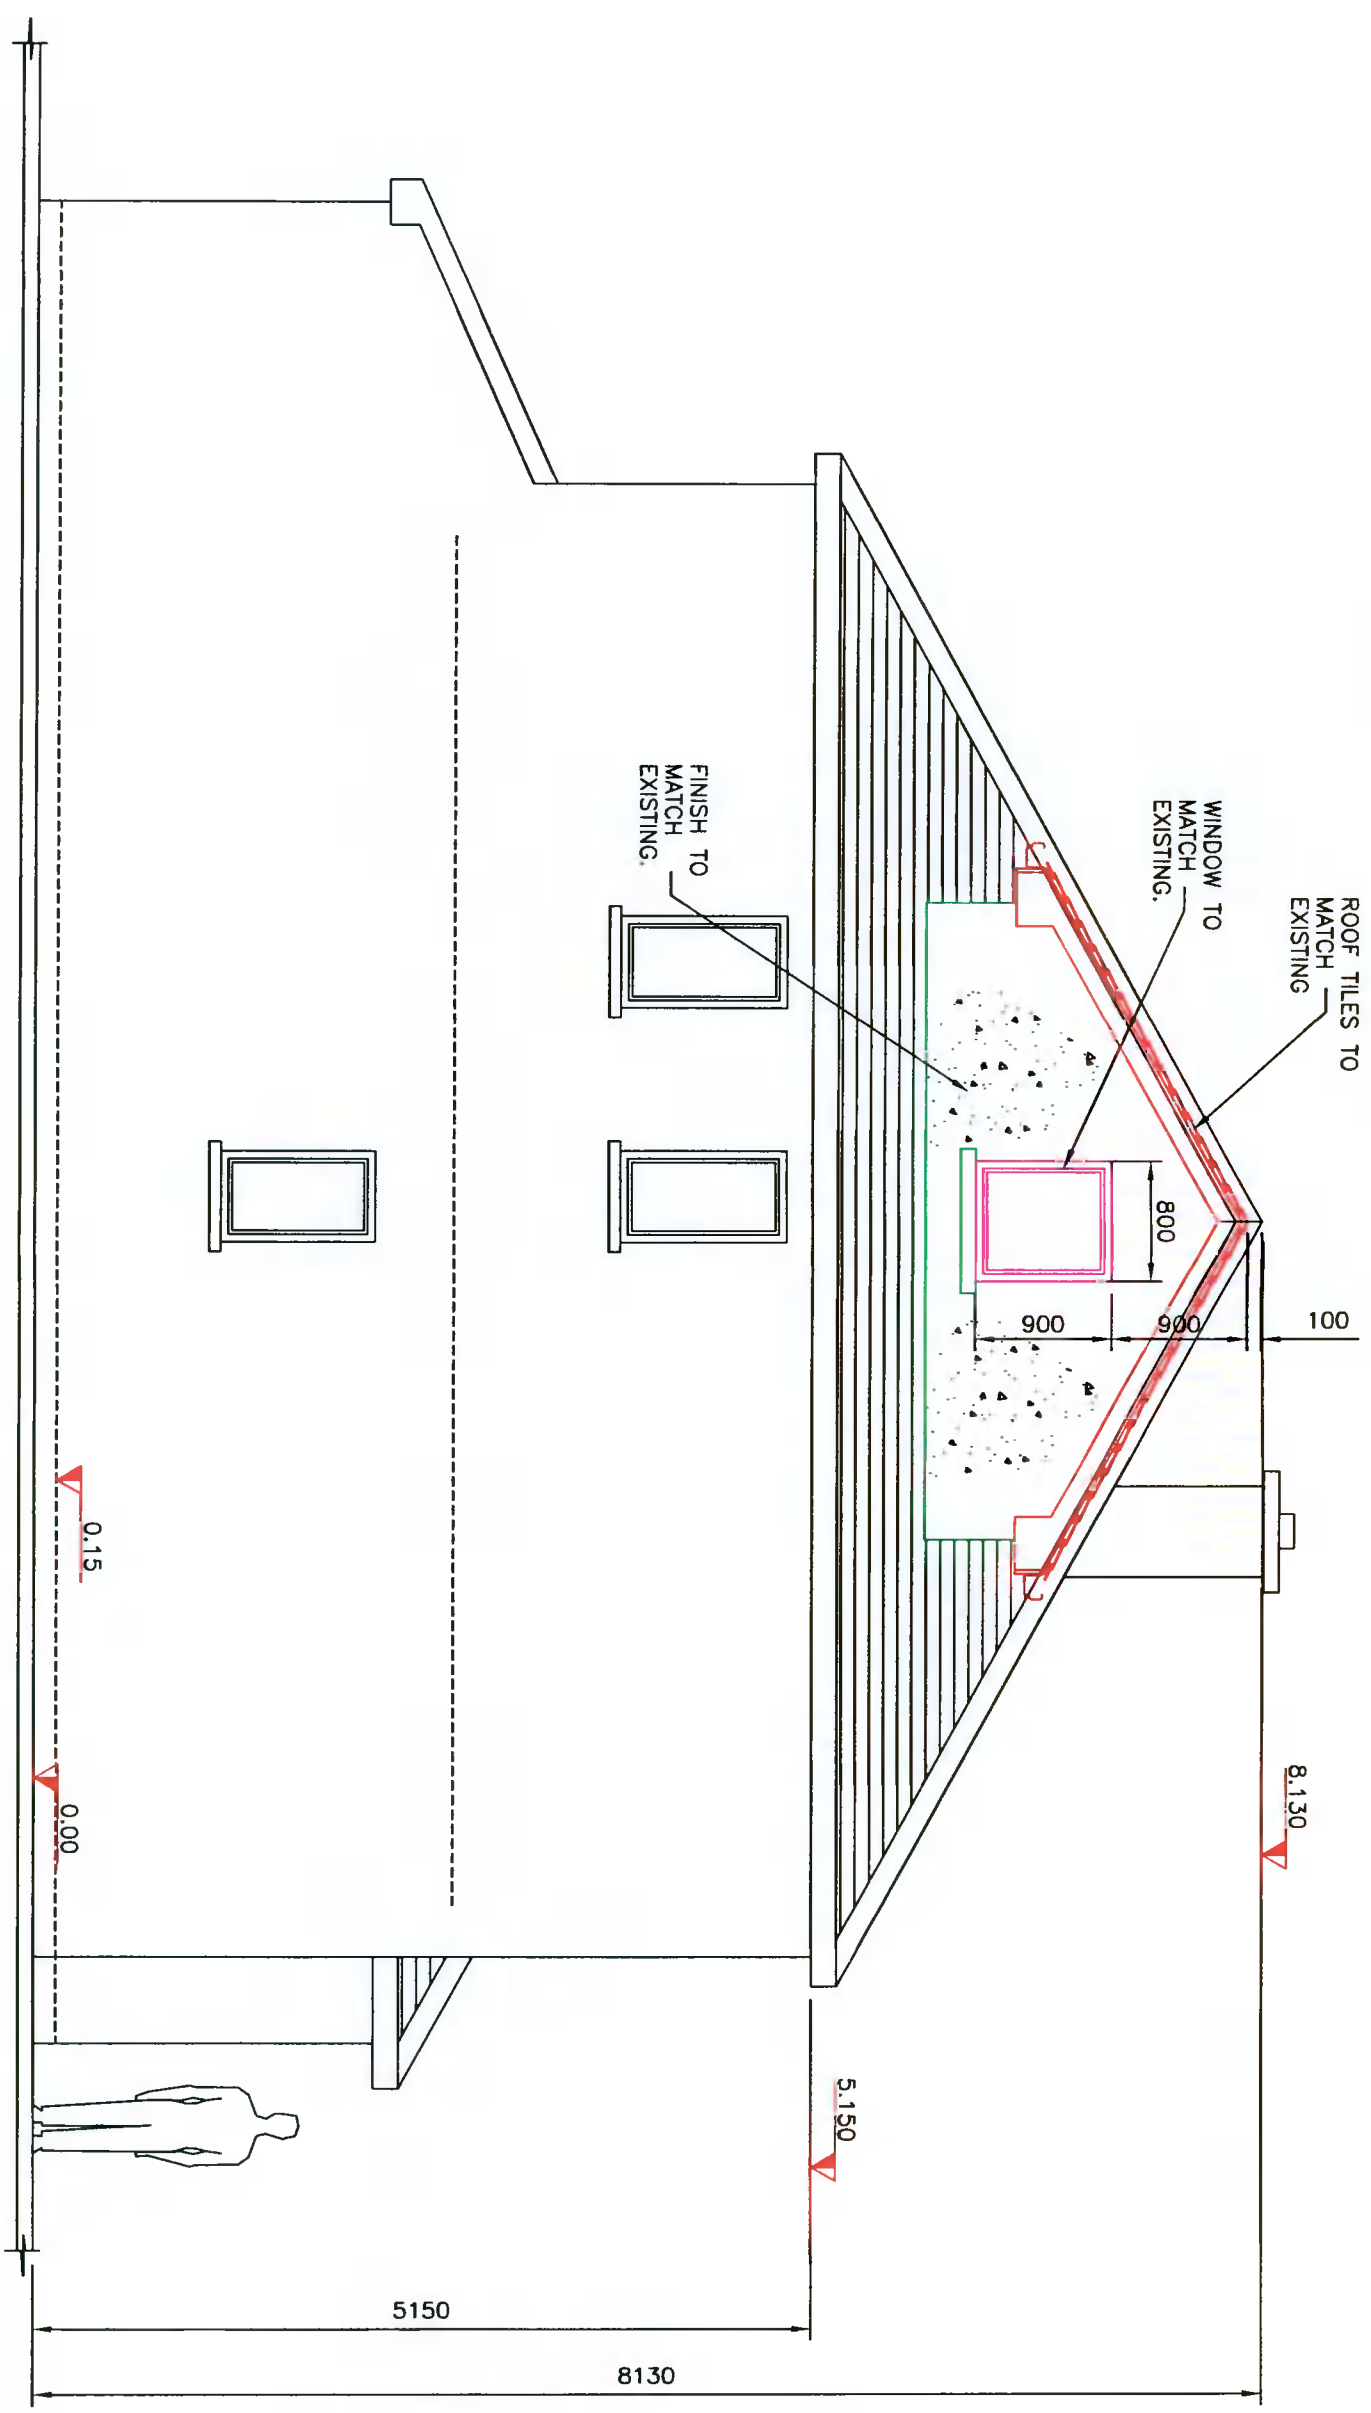 ROOF TILES TO
MATCH
EXISTING
WINDOW TO
MATCH
EXISTING.
FINISH TO
MATCH
EXISTING.
800
900
900
100
8.130
5.150
0.15
0.00
5150
8130